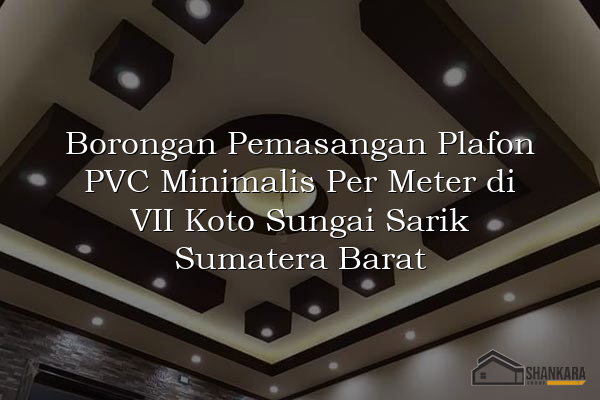 Borongan Pemasangan Plafon
PVC Minimalis Per Meter di
VII Koto Sungai Sarik
Sumatera Barat
SHANKARA